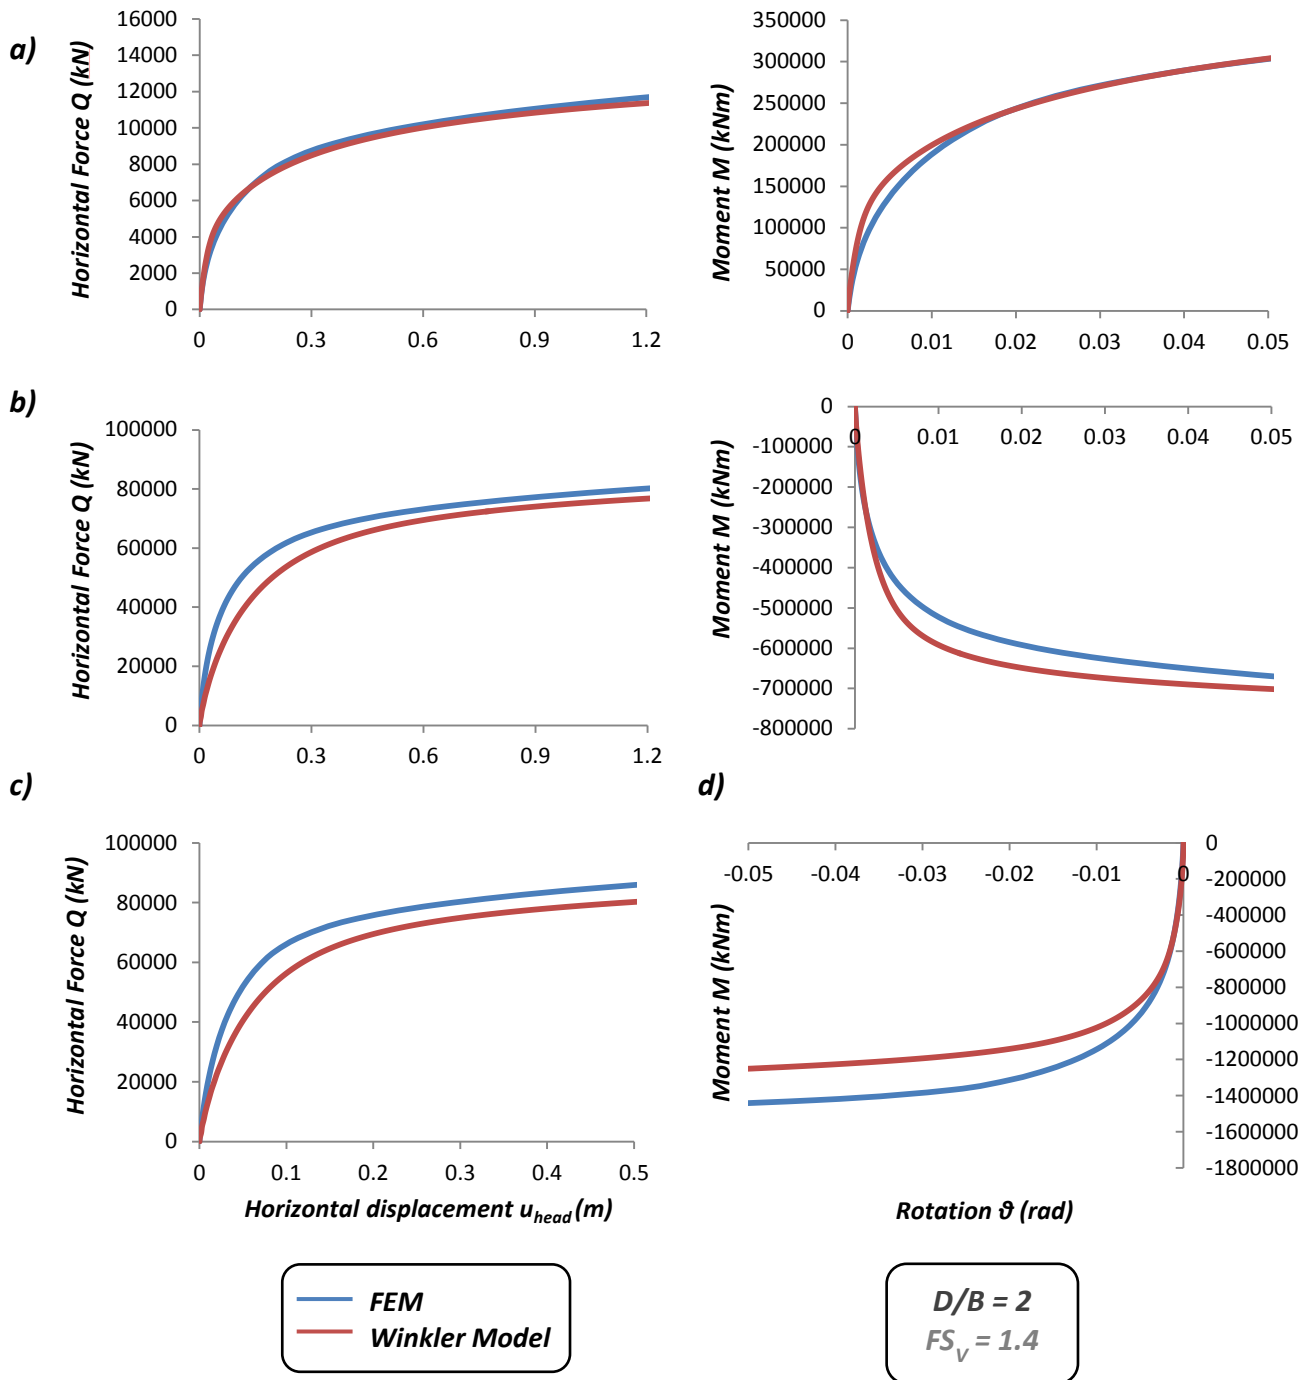 a)
Horizontal Force Q (kN)
16000
14000
12000
10000
8000
6000
4000
2000
0
0 0.3 0.6 0.9 1.2
Moment M (kNm)
350000
300000
250000
200000
150000
100000
50000
0
0 0.01 0.02 0.03 0.04 0.05
b)
Horizontal Force Q (kN)
100000
80000
60000
40000
20000
0
0 0.3 0.6 0.9 1.2
Moment M (kNm)
0
-100000
-200000
-300000
-400000
-500000
-600000
-700000
-800000
0 0.01 0.02 0.03 0.04 0.05
c)
Horizontal Force Q (kN)
100000
80000
60000
40000
20000
0
0 0.1 0.2 0.3 0.4 0.5
Horizontal displacement u_head (m)
d)
Moment M (kNm)
-0.05 -0.04 -0.03 -0.02 -0.01 0
0
-200000
-400000
-600000
-800000
-1000000
-1200000
-1400000
-1600000
-1800000
Rotation ϑ (rad)
FEM
Winkler Model
D/B = 2
FS_V = 1.4